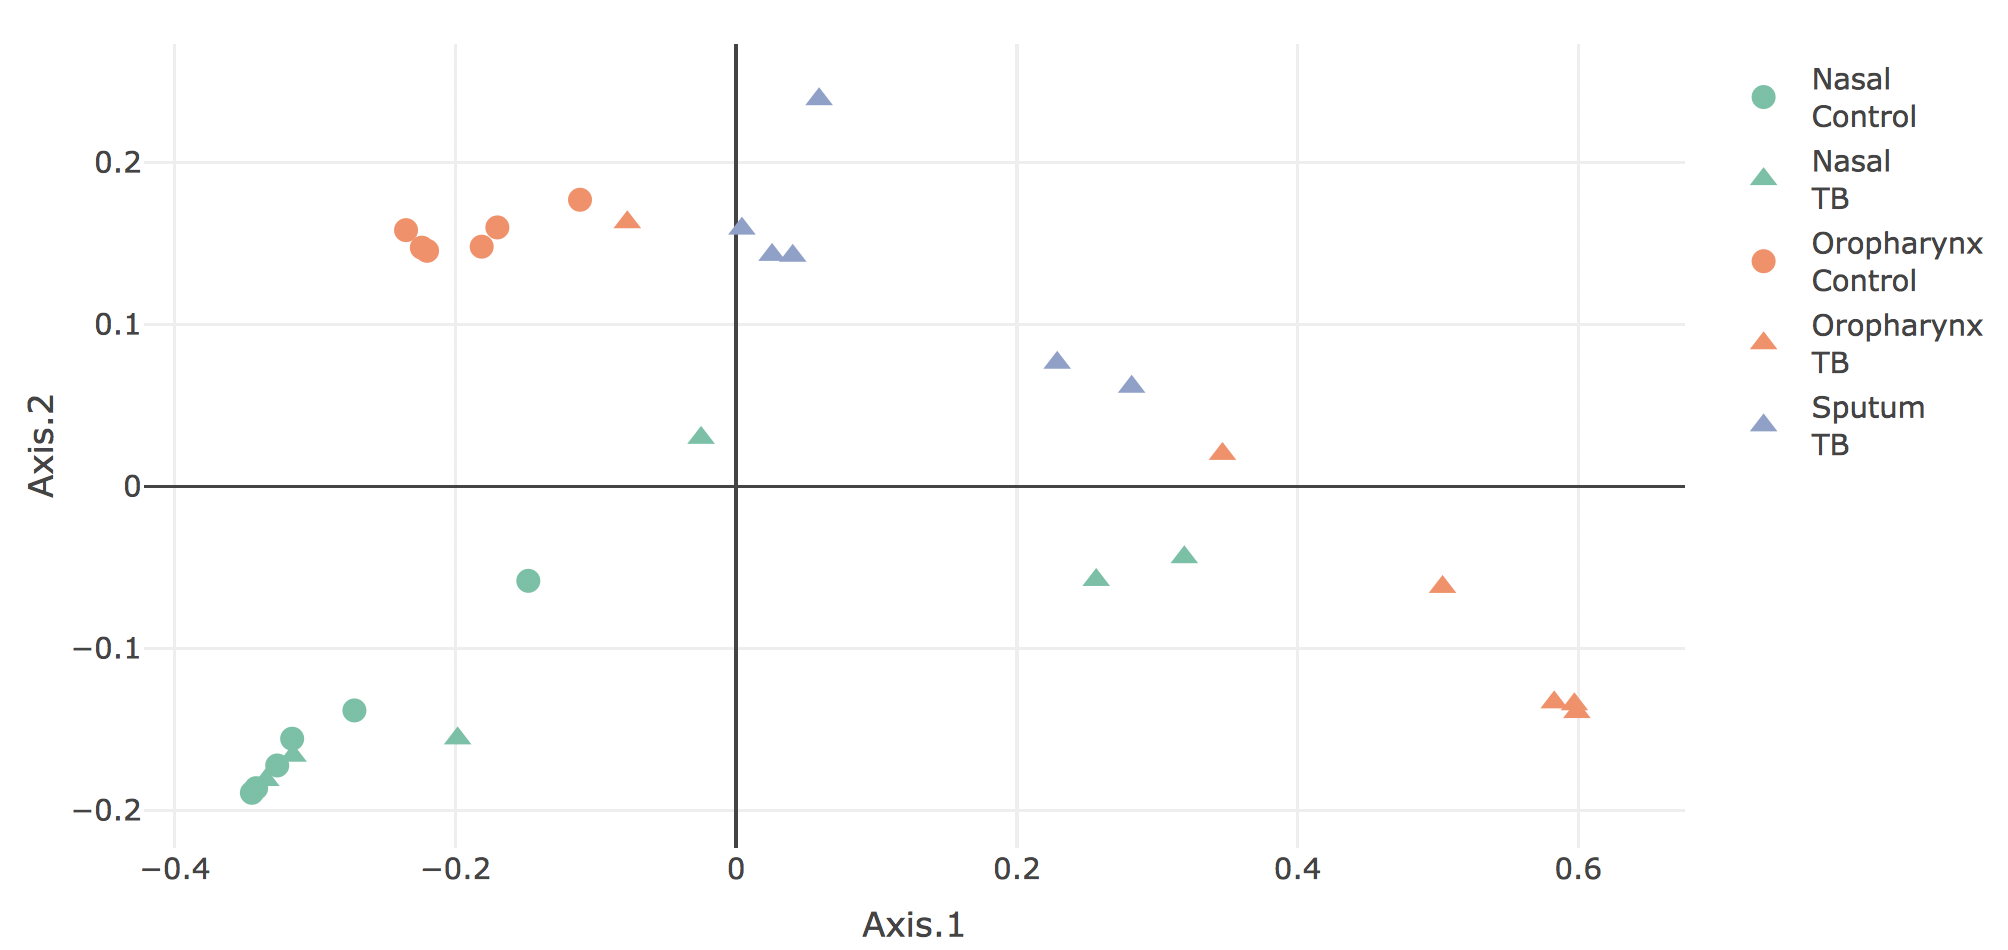 Nasal
Control
Nasal
TB
Oropharynx
Control
Oropharynx
TB
Sputum
TB
0.2
0.1
0
−0.1
−0.2
Axis.2
−0.4
−0.2
0
0.2
0.4
0.6
Axis.1